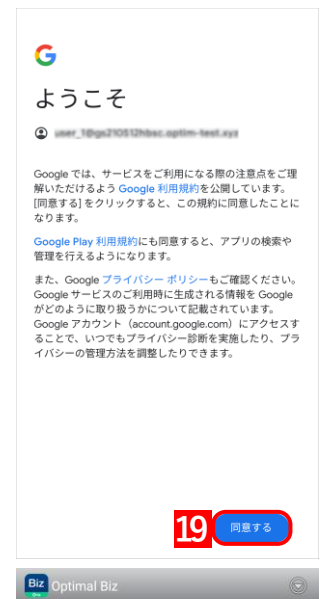 G
ようこそ
Google では、サービスをご利用になる際の注意点をご理
解いただけるよう Google 利用規約を公開しています。
[同意する] をクリックすると、この規約に同意したことに
なります。
Google Play 利用規約にも同意すると、アプリの検索や
管理を行えるようになります。
また、Google プライバシー ポリシーもご確認ください。
Google サービスのご利用時に生成される情報を Google
がどのように取り扱うかについて記載されています。
Google アカウント（account.google.com）にアクセスす
ることで、いつでもプライバシー診断を実施したり、プラ
イバシーの管理方法を調整したりできます。
19 同意する
Biz Optimal Biz